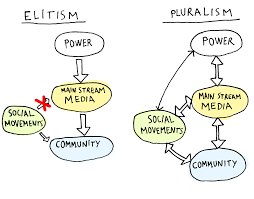 ELITISM
POWER
MAIN STREAM
MEDIA
SOCIAL
MOVEMENTS
COMMUNITY
PLURALISM
POWER
MAIN STREAM
MEDIA
SOCIAL
MOVEMENTS
COMMUNITY